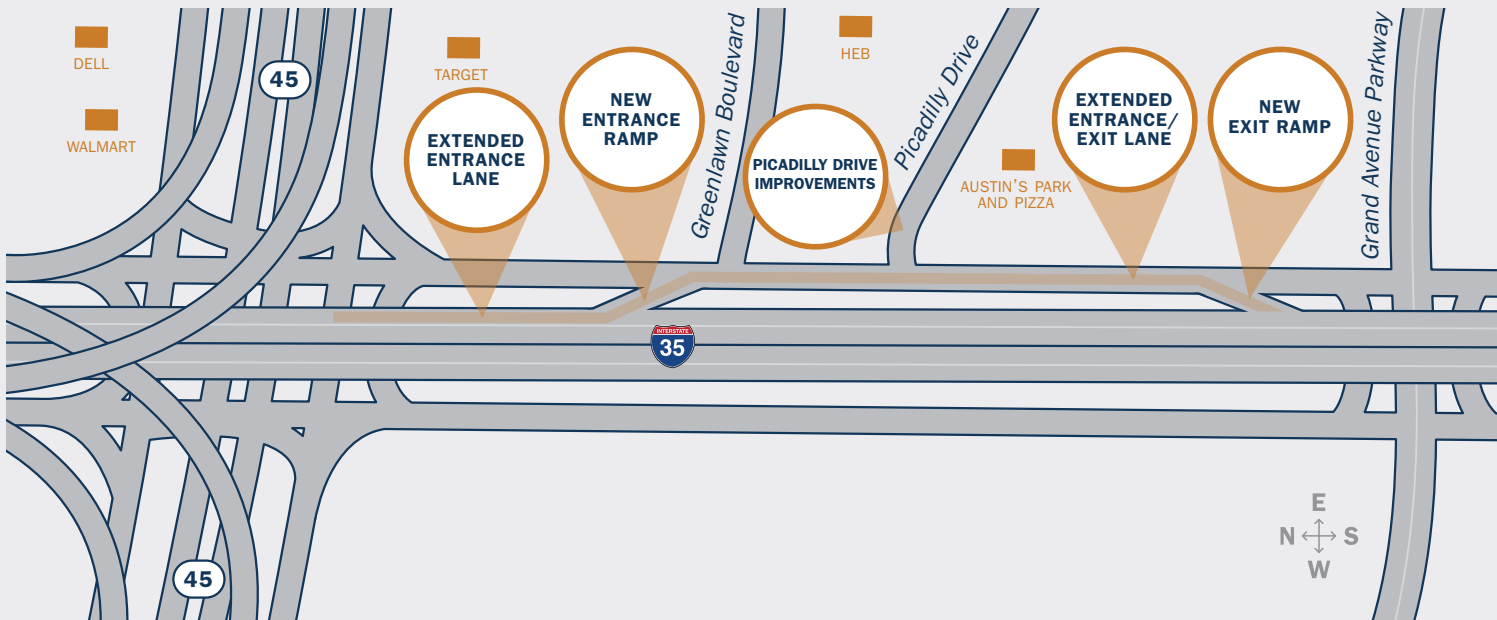 DELL
WALMART
45
TARGET
EXTENDED
ENTRANCE
LANE
NEW
ENTRANCE
RAMP
Greenlawn Boulevard
HEB
PICADILLY DRIVE
IMPROVEMENTS
Picadilly Drive
AUSTIN'S PARK
AND PIZZA
EXTENDED
ENTRANCE/
EXIT LANE
NEW
EXIT RAMP
Grand Avenue Parkway
INTERSTATE
35
45
E
N S
W